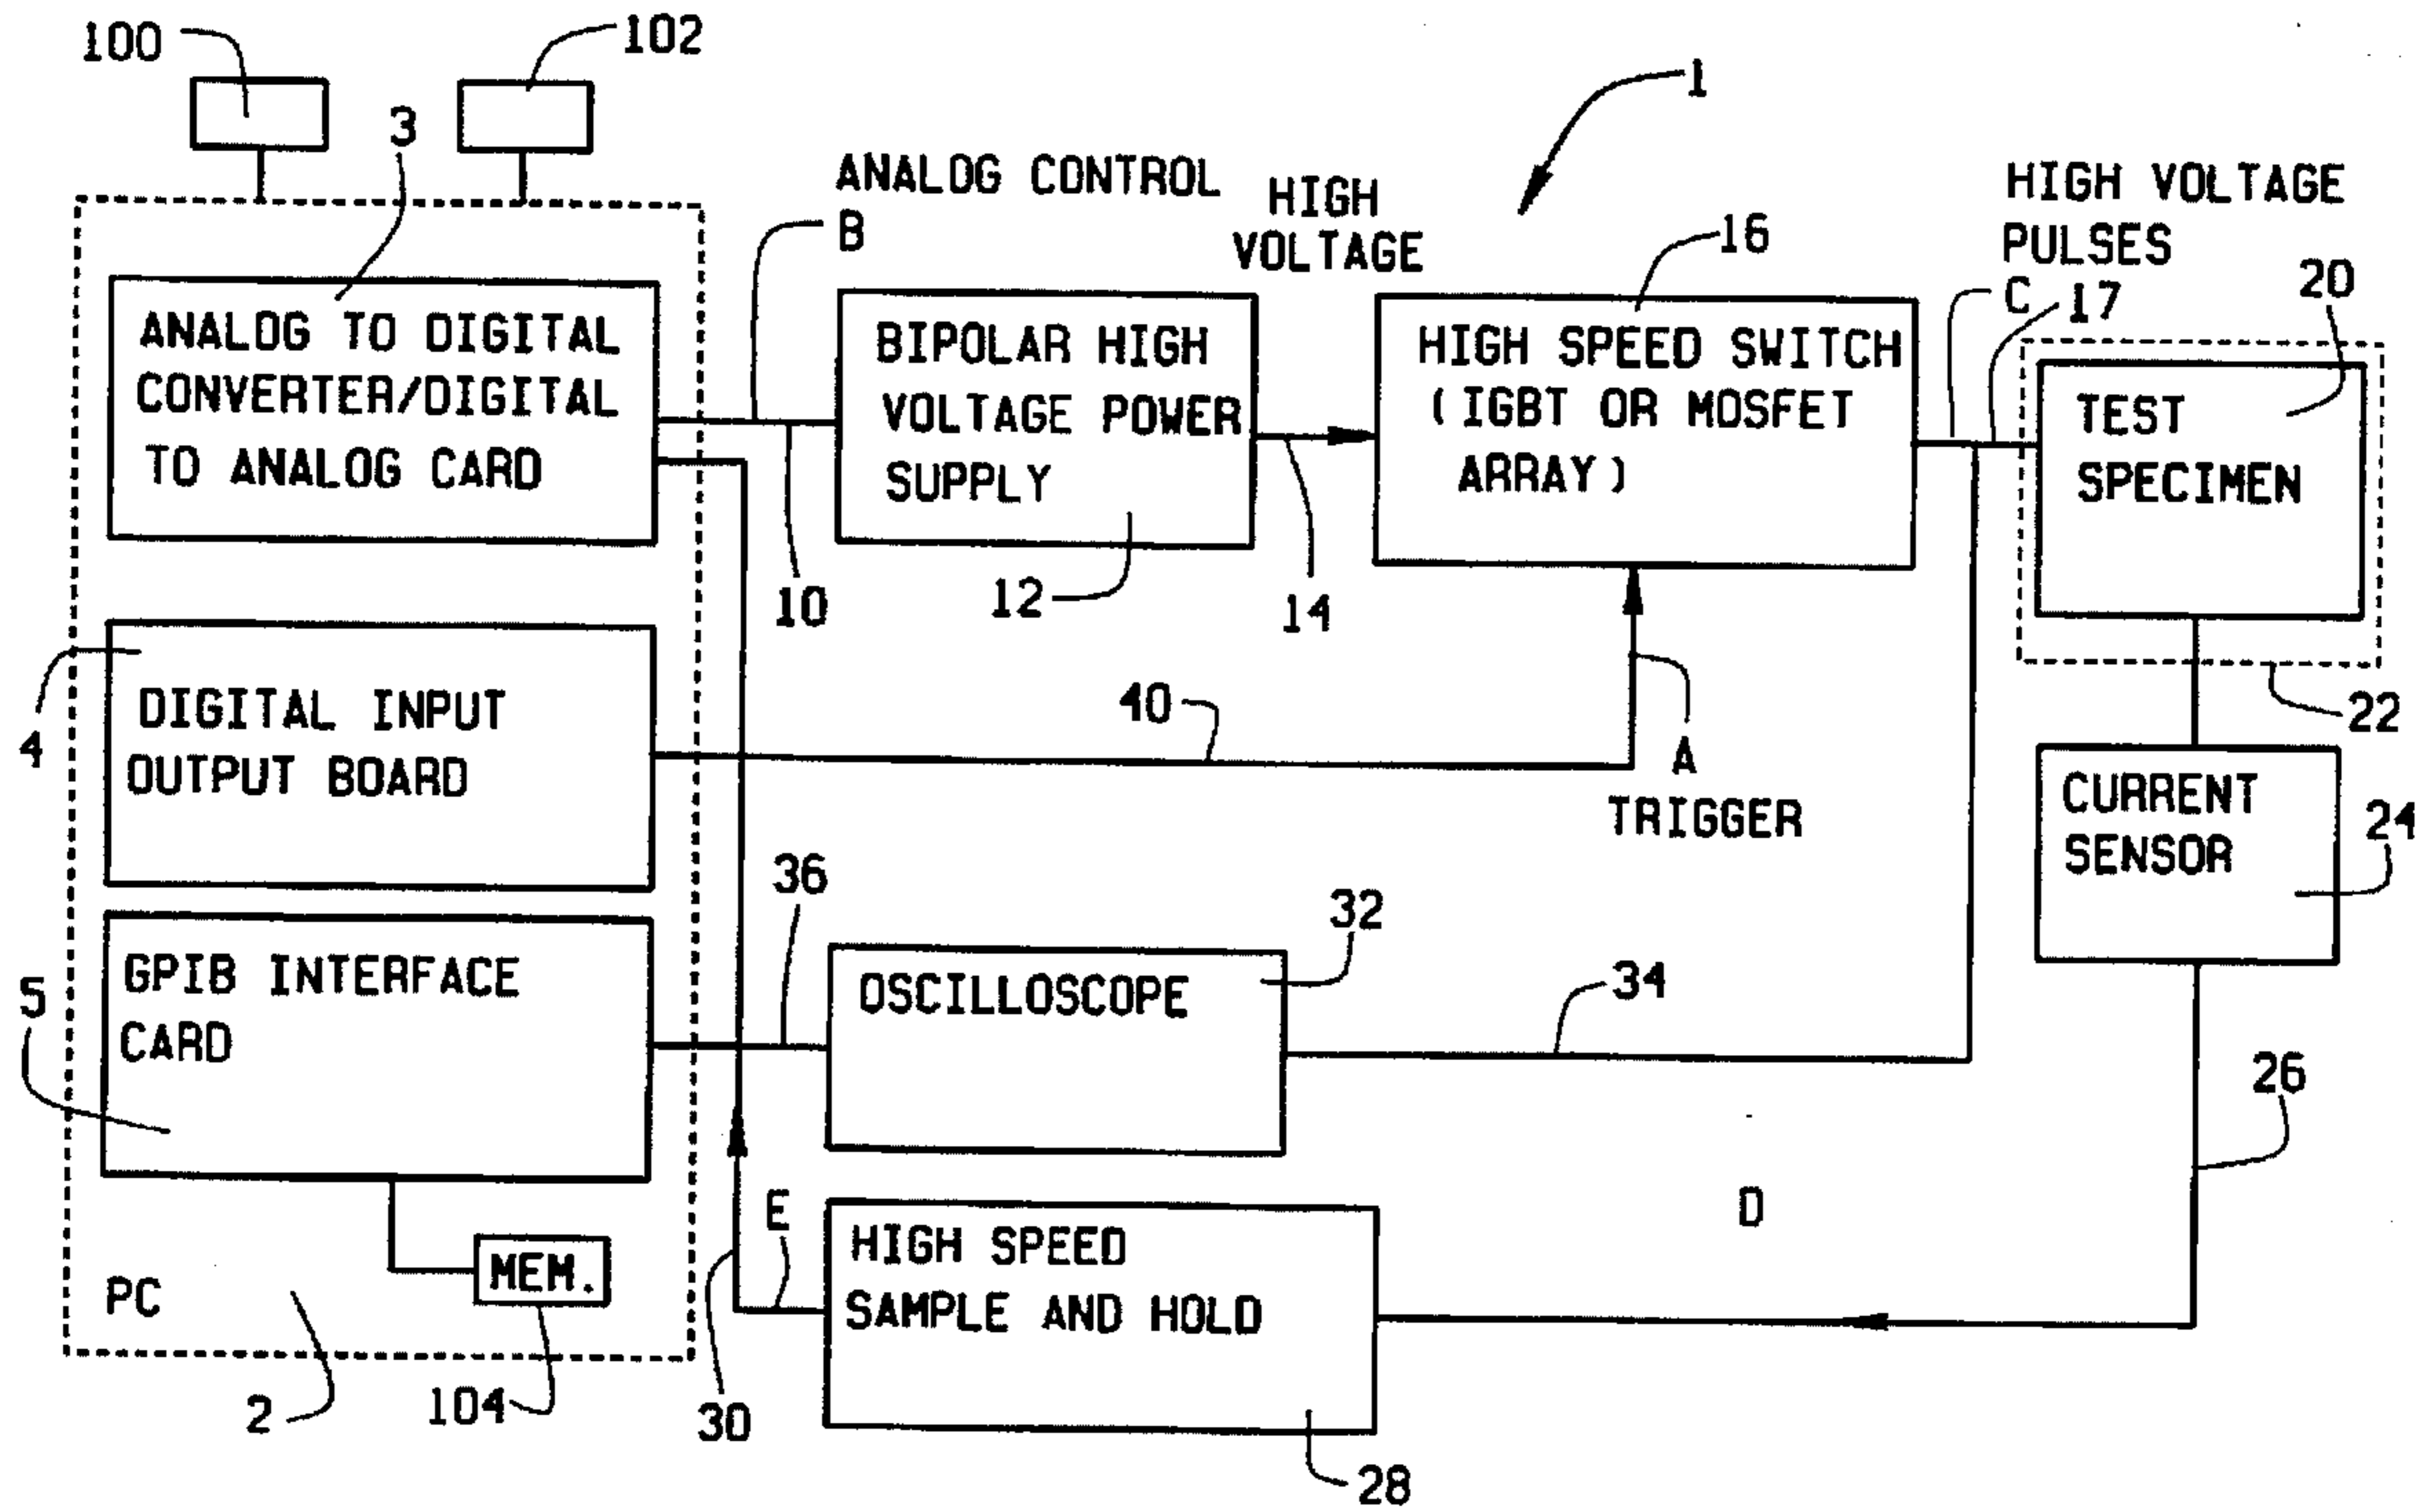 100
102
3
1
ANALOG CONTROL
B
HIGH
VOLTAGE
16
HIGH VOLTAGE
PULSES
C
17
20
ANALOG TO DIGITAL
CONVERTER/DIGITAL
TO ANALOG CARD
BIPOLAR HIGH
VOLTAGE POWER
SUPPLY
HIGH SPEED SWITCH
(IGBT OR MOSFET
ARRAY)
TEST
SPECIMEN
10
12
14
4
DIGITAL INPUT
OUTPUT BOARD
40
A
TRIGGER
22
CURRENT
SENSOR
24
36
32
5
GPIB INTERFACE
CARD
OSCILLOSCOPE
34
26
E
D
HIGH SPEED
SAMPLE AND HOLD
MEM.
PC
2
104
30
28